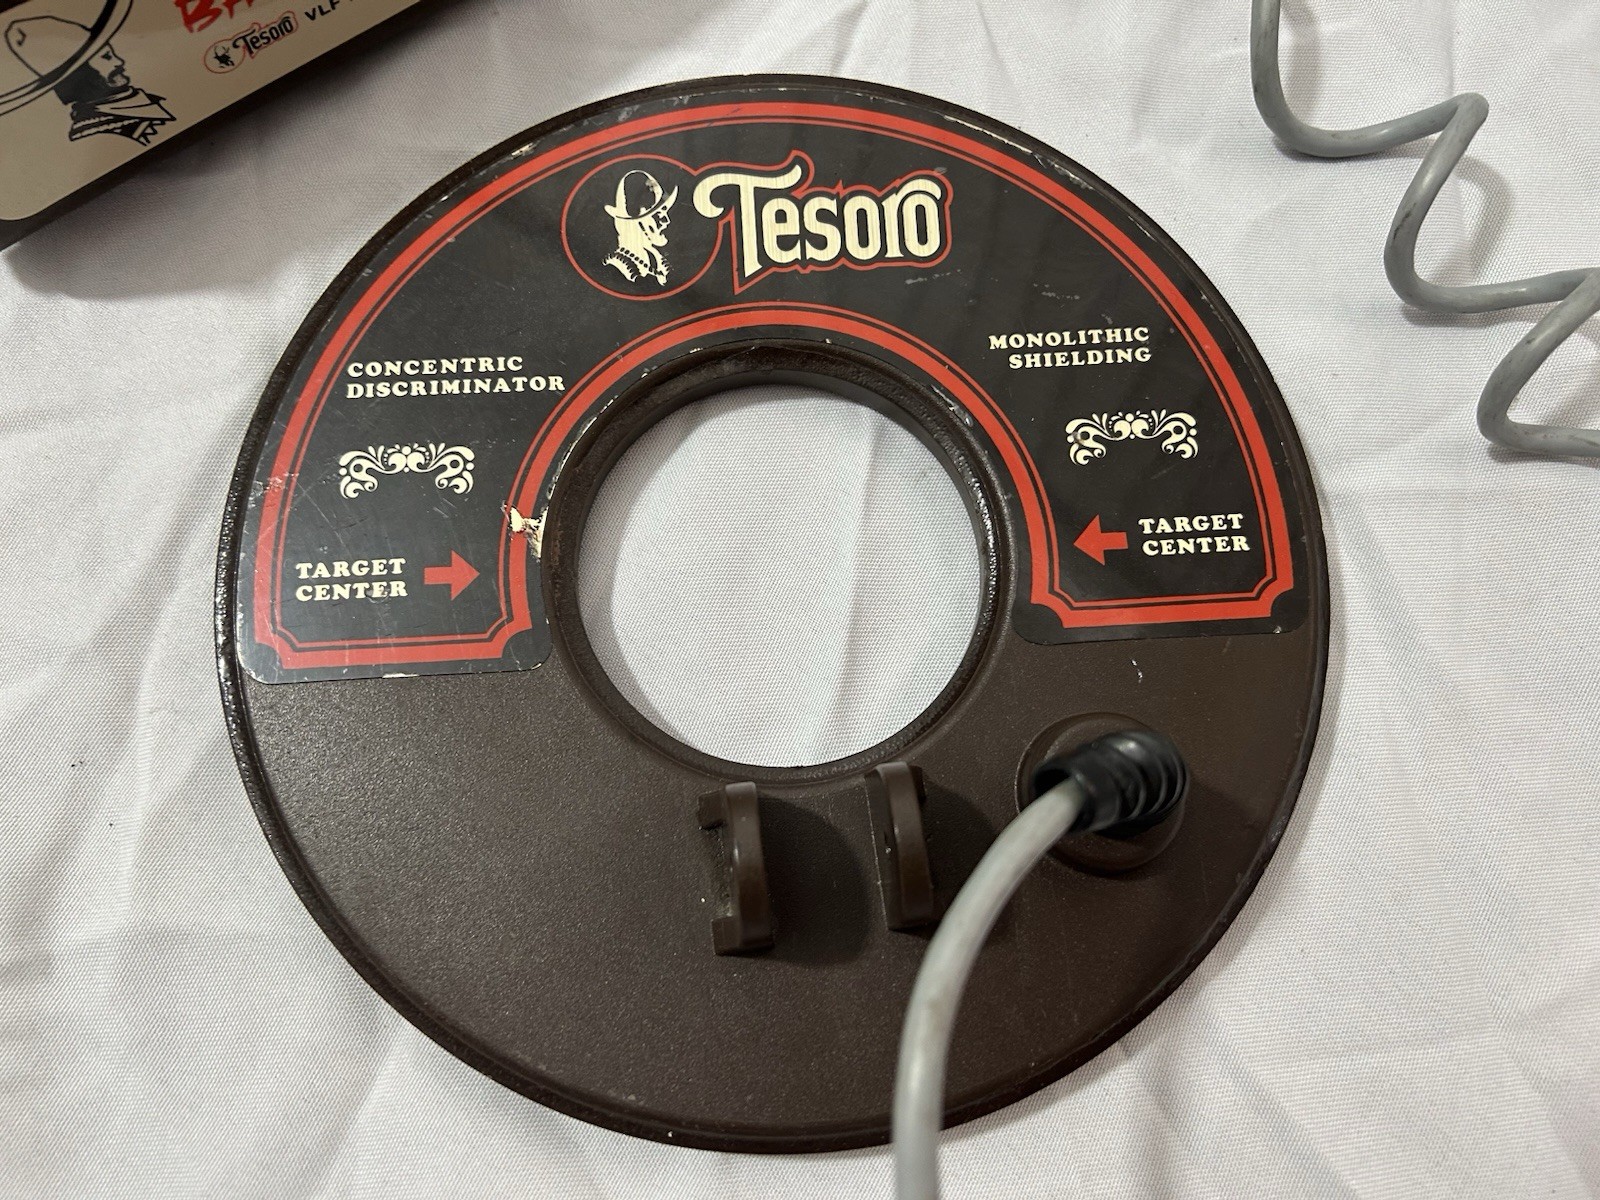 Tesoro VLF
Tesoro
CONCENTRIC
DISCRIMINATOR
MONOLITHIC
SHIELDING
TARGET
CENTER
TARGET
CENTER